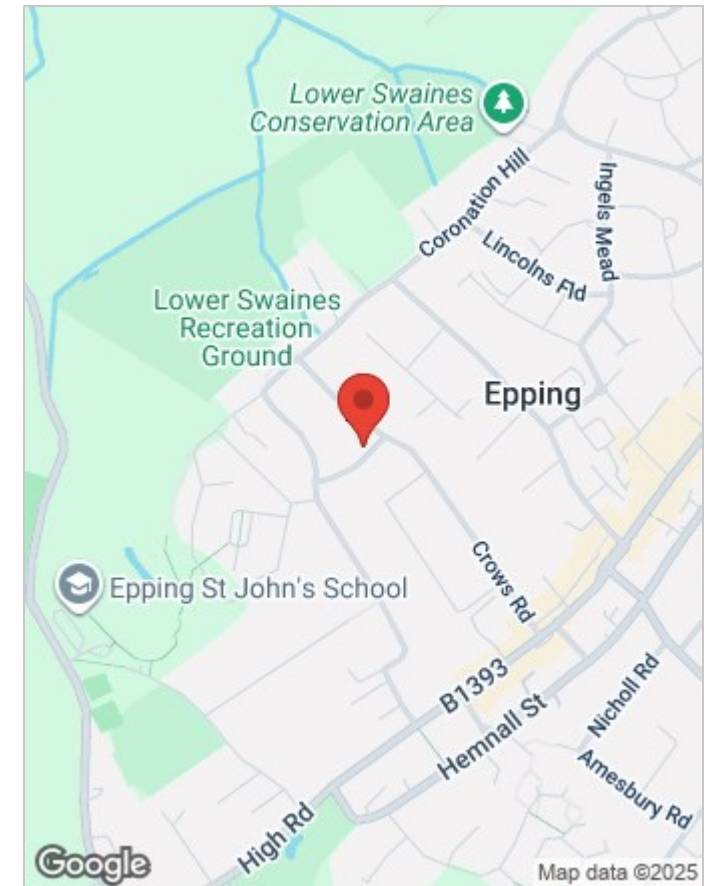 Lower Swaines
Conservation Area
Coronation Hill
Ingels Mead
Lincolns Fld
Lower Swaines
Recreation
Ground
Epping
Crows Rd
Epping St John's School
B1393
Nicholl Rd
Hemnall St
Amesbury Rd
High Rd
Google
Map data ©2025